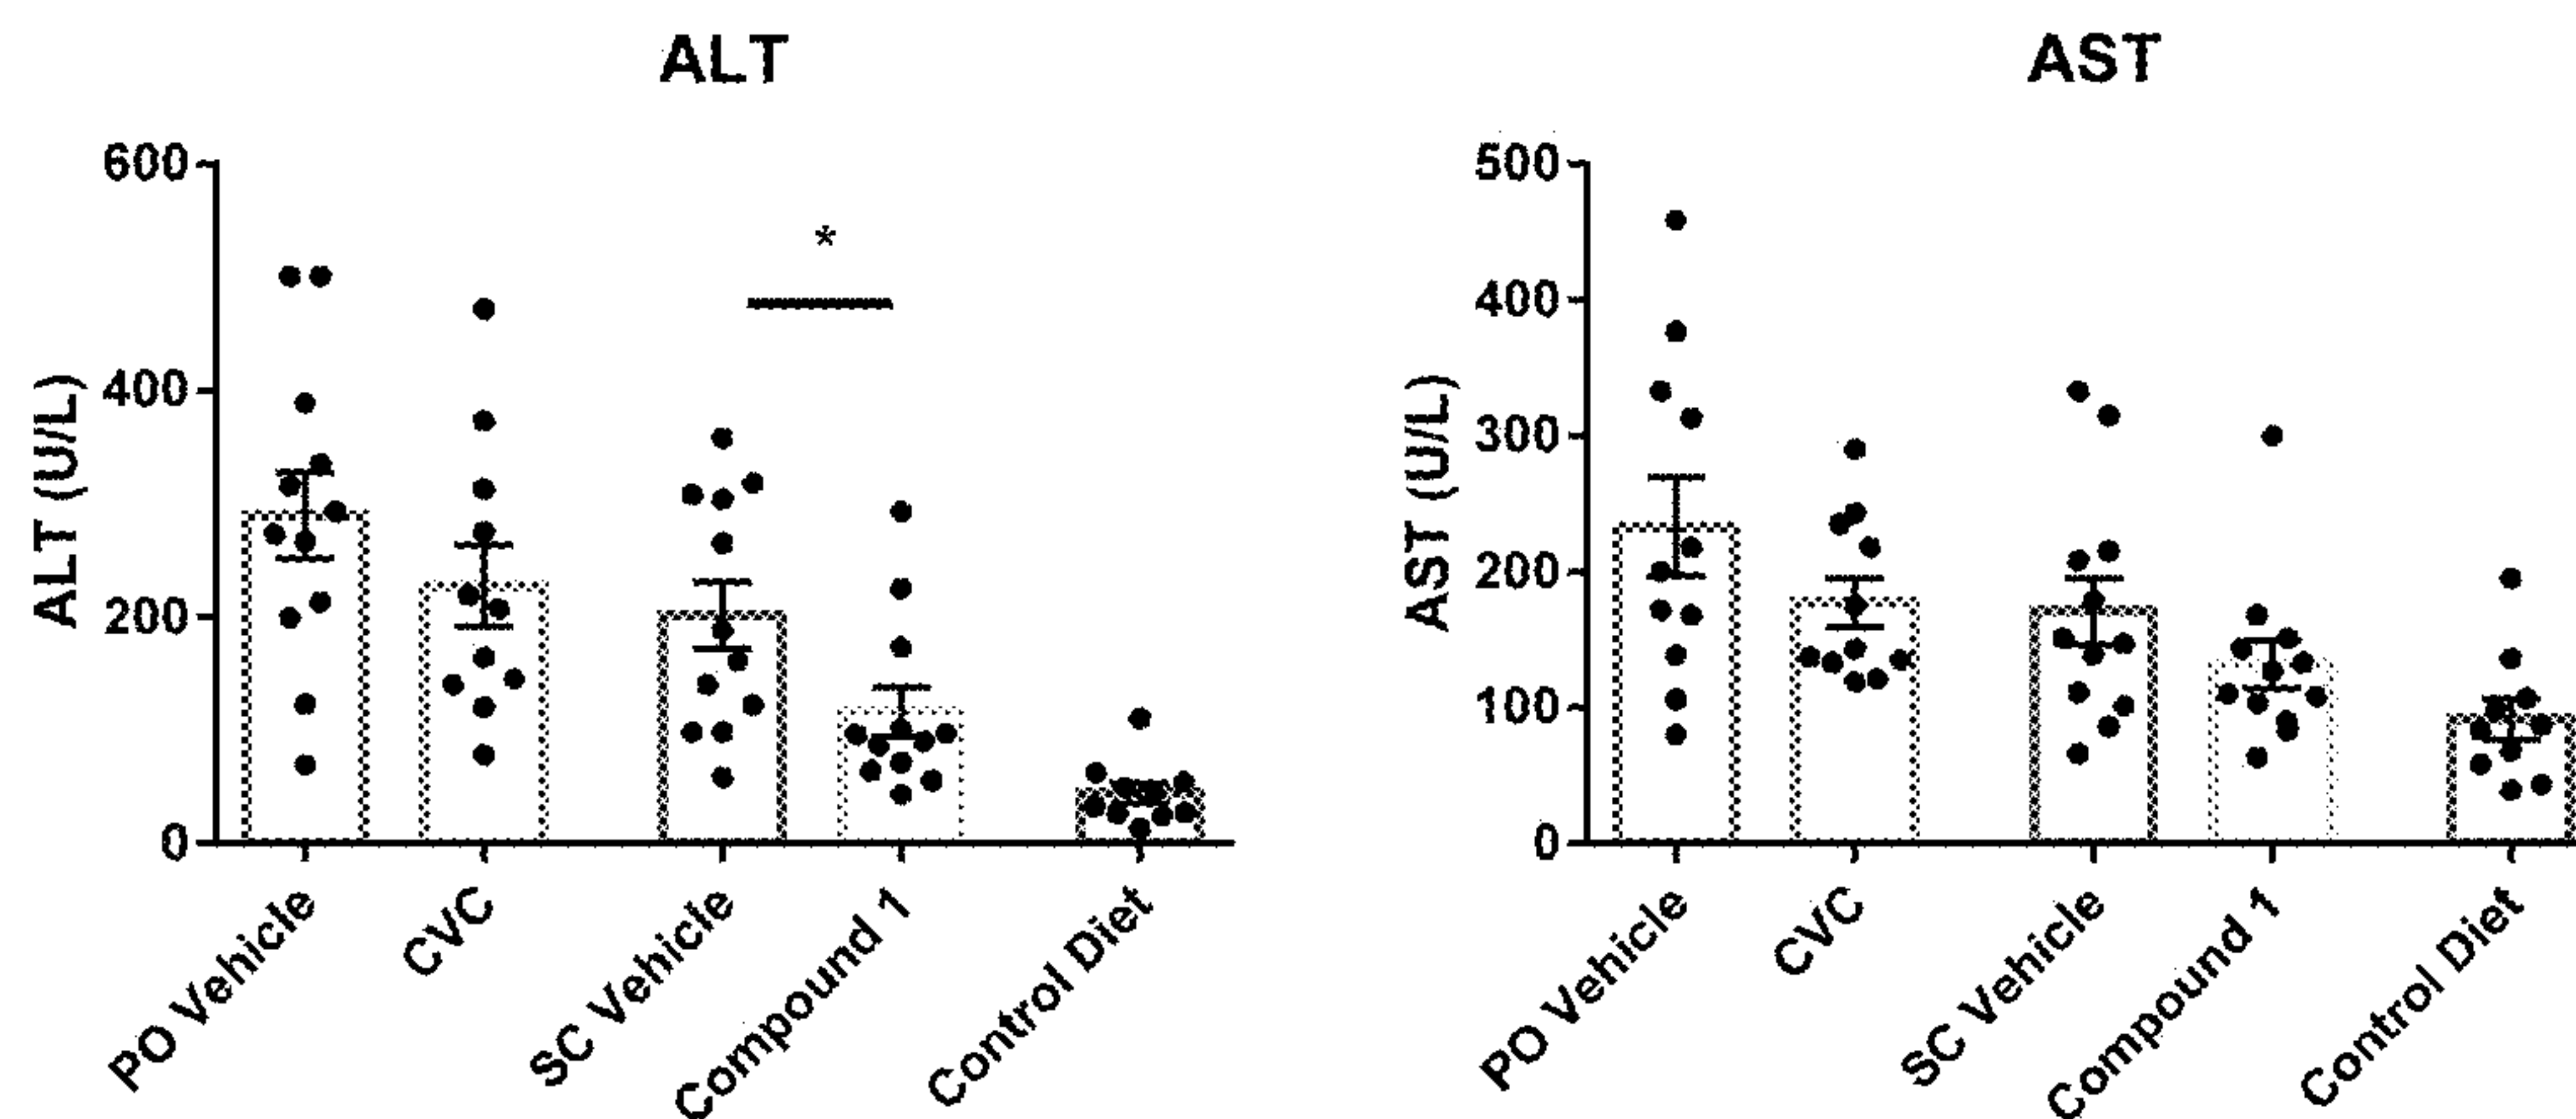 ALT
600
400
200
0
ALT (U/L)
*
PO Vehicle
CVC
SC Vehicle
Compound 1
Control Diet
AST
500
400
300
200
100
0
AST (U/L)
PO Vehicle
CVC
SC Vehicle
Compound 1
Control Diet